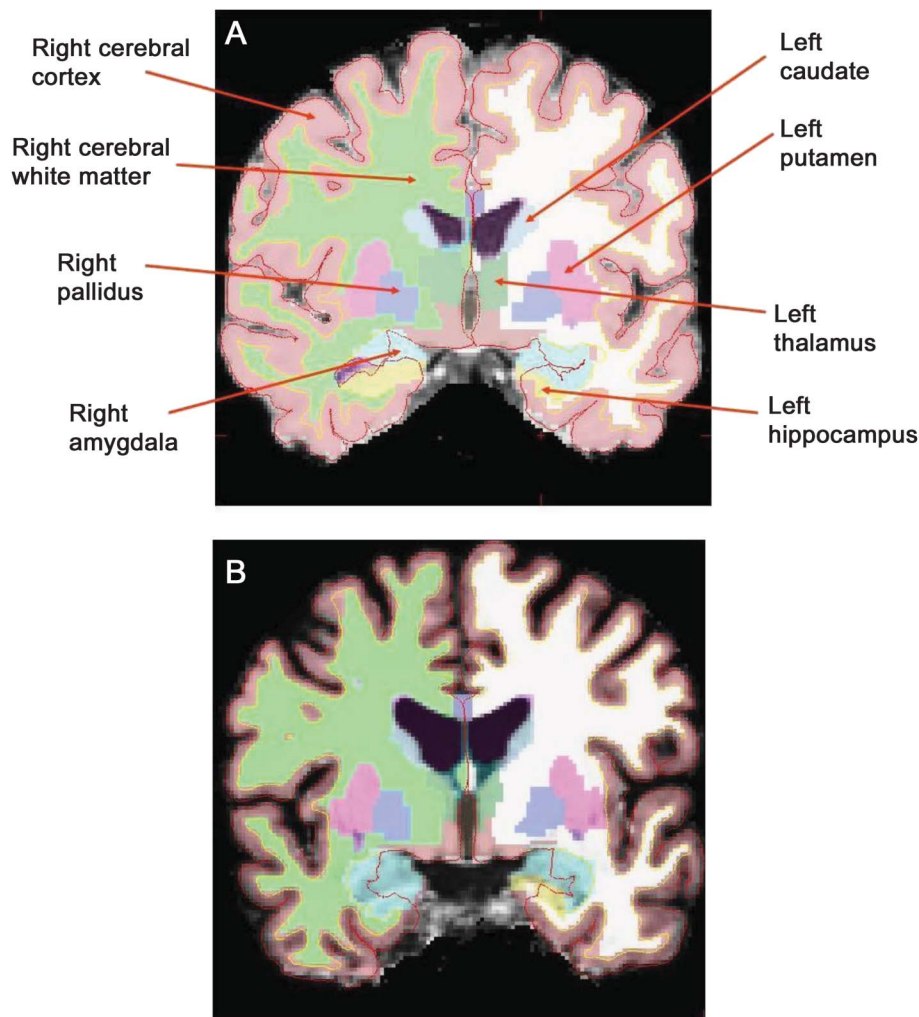 A
Right cerebral
cortex
Right cerebral
white matter
Right
pallidus
Right
amygdala
Left
caudate
Left
putamen
Left
thalamus
Left
hippocampus
B